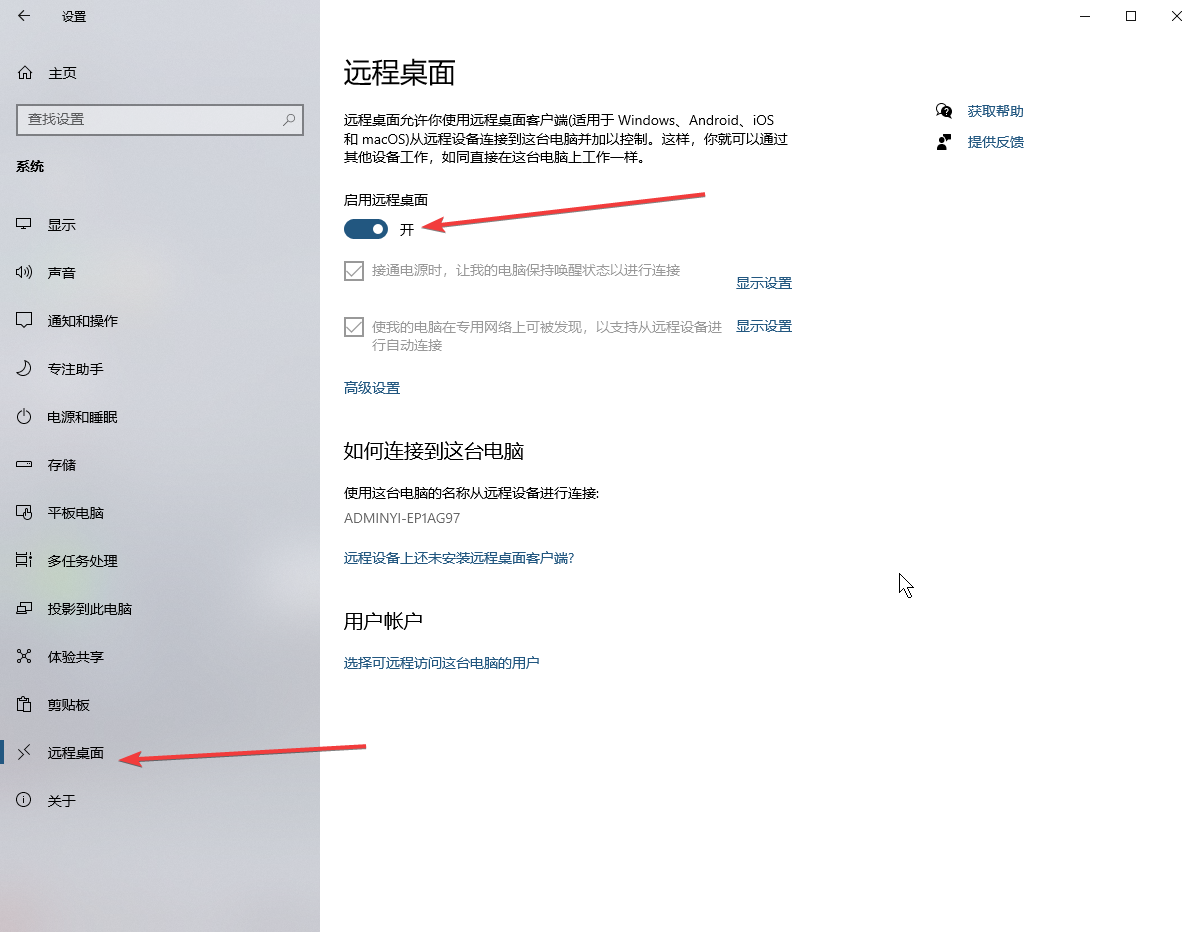 设置
主页
查找设置
系统
显示
声音
通知和操作
专注助手
电源和睡眠
存储
平板电脑
多任务处理
投影到此电脑
体验共享
剪贴板
远程桌面
关于
远程桌面
远程桌面允许你使用远程桌面客户端(适用于 Windows、Android、iOS
和 macOS)从远程设备连接到这台电脑并加以控制。这样，你就可以通过
其他设备工作，如同直接在这台电脑上工作一样。
启用远程桌面
开
接通电源时，让我的电脑保持唤醒状态以进行连接
显示设置
使我的电脑在专用网络上可被发现，以支持从远程设备进
行自动连接
显示设置
高级设置
如何连接到这台电脑
使用这台电脑的名称从远程设备进行连接:
ADMINYI-EP1AG97
远程设备上还未安装远程桌面客户端?
用户帐户
选择可远程访问这台电脑的用户
获取帮助
提供反馈